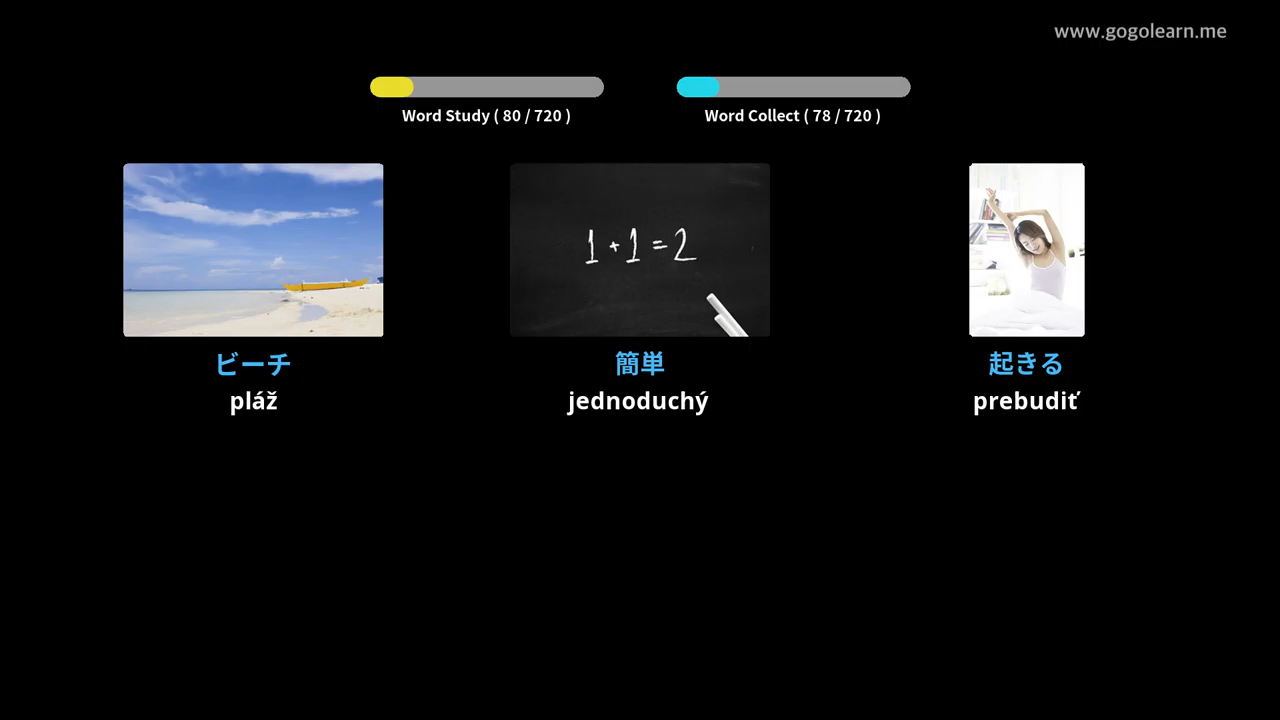 www.gogolearn.me
Word Study ( 80 / 720 )
Word Collect ( 78 / 720 )
1 + 1 = 2
ビーチ
簡単
起きる
pláž
jednoduchý
prebudiť